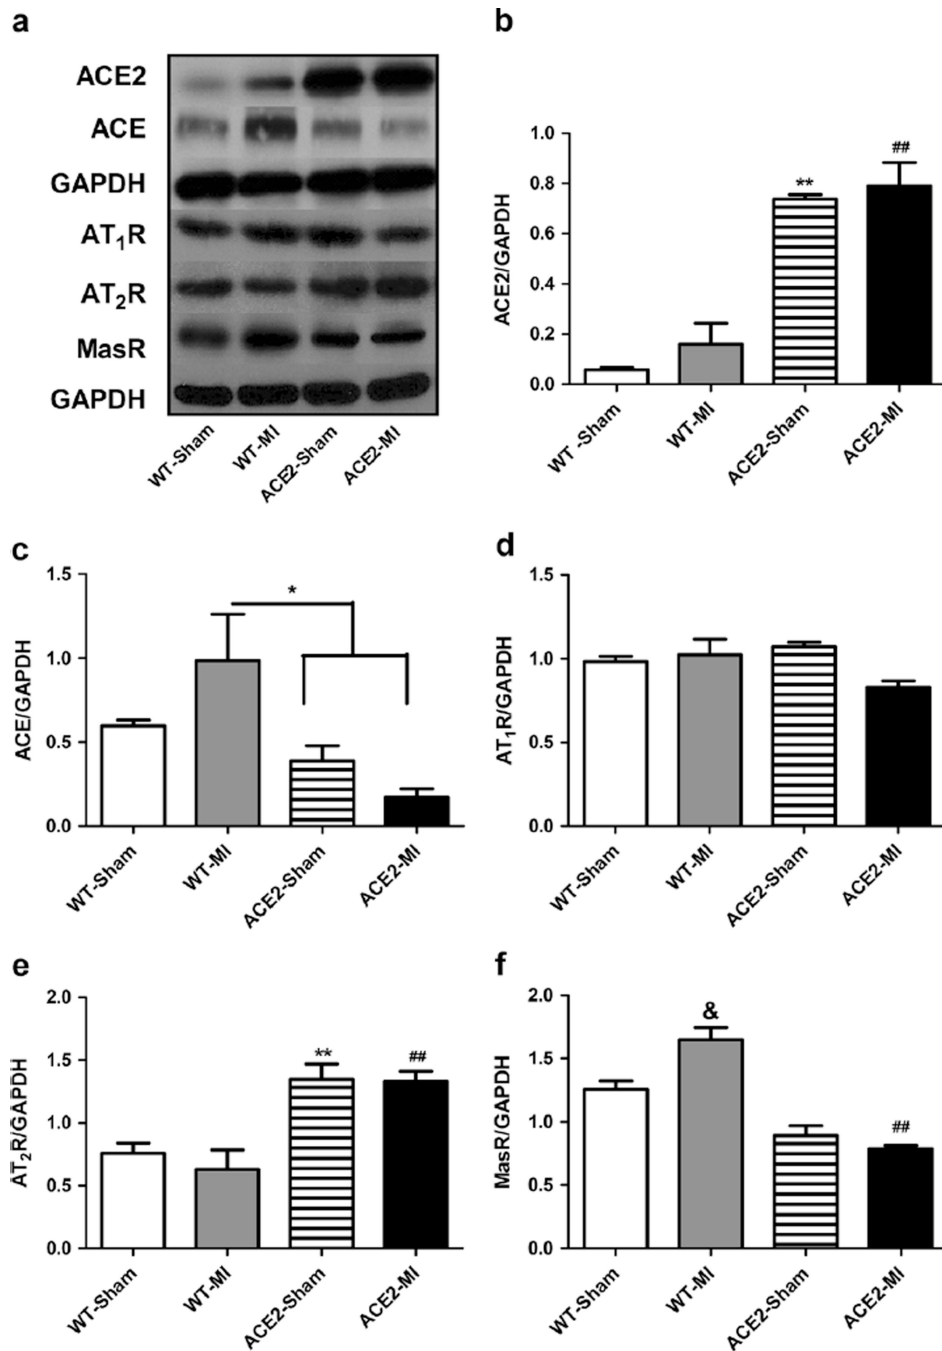 a
ACE2
ACE
GAPDH
AT1R
AT2R
MasR
GAPDH
WT-Sham
WT-MI
ACE2-Sham
ACE2-MI
b
ACE2/GAPDH
1.0
0.8
0.6
0.4
0.2
0.0
**
##
WT -Sham
WT-MI
ACE2-Sham
ACE2-MI
c
ACE/GAPDH
1.5
1.0
0.5
0.0
*
WT-Sham
WT-MI
ACE2-Sham
ACE2-MI
d
AT1R/GAPDH
1.5
1.0
0.5
0.0
WT-Sham
WT-MI
ACE2-Sham
ACE2-MI
e
AT2R/GAPDH
2.0
1.5
1.0
0.5
0.0
**
##
WT-Sham
WT-MI
ACE2-Sham
ACE2-MI
f
MasR/GAPDH
2.0
1.5
1.0
0.5
0.0
&
##
WT-Sham
WT-MI
ACE2-Sham
ACE2-MI